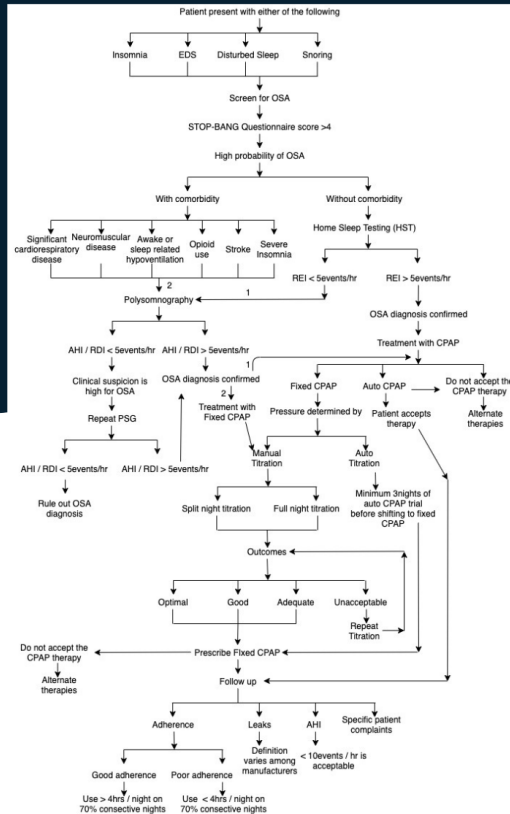 Patient present with either of the following
Insomnia
EDS
Disturbed Sleep
Snoring
Screen for OSA
STOP-BANG Questionnaire score >4
High probability of OSA
With comorbidity
Without comorbidity
Significant
cardiorespiratory
disease
Neuromuscular
disease
Awake or
sleep related
hypoventilation
Opioid
use
Stroke
Severe
Insomnia
Home Sleep Testing (HST)
REI < 5events/hr
REI > 5events/hr
2
1
Polysomnography
OSA diagnosis confirmed
Treatment with CPAP
AHI / RDI < 5events/hr
AHI / RDI > 5events/hr
1
Clinical suspicion is
high for OSA
OSA diagnosis confirmed
2
Treatment with
Fixed CPAP
Fixed CPAP
Auto CPAP
Do not accept the
CPAP therapy
Repeat PSG
Pressure determined by
Patient accepts
therapy
Alternate
therapies
AHI / RDI < 5events/hr
AHI / RDI > 5events/hr
Manual
Titration
Auto
Titration
Rule out OSA
diagnosis
Split night titration
Full night titration
Minimum 3nights of
auto CPAP trial
before shifting to fixed
CPAP
Outcomes
Optimal
Good
Adequate
Unacceptable
Repeat
Titration
Do not accept the
CPAP therapy
Prescribe FIxed CPAP
Alternate
therapies
Follow up
Adherence
Leaks
AHI
Specific patient
complaints
Definition
varies among
manufacturers
< 10events / hr is
acceptable
Good adherence
Poor adherence
Use > 4hrs / night on
70% consective nights
Use < 4hrs / night on
70% consective nights